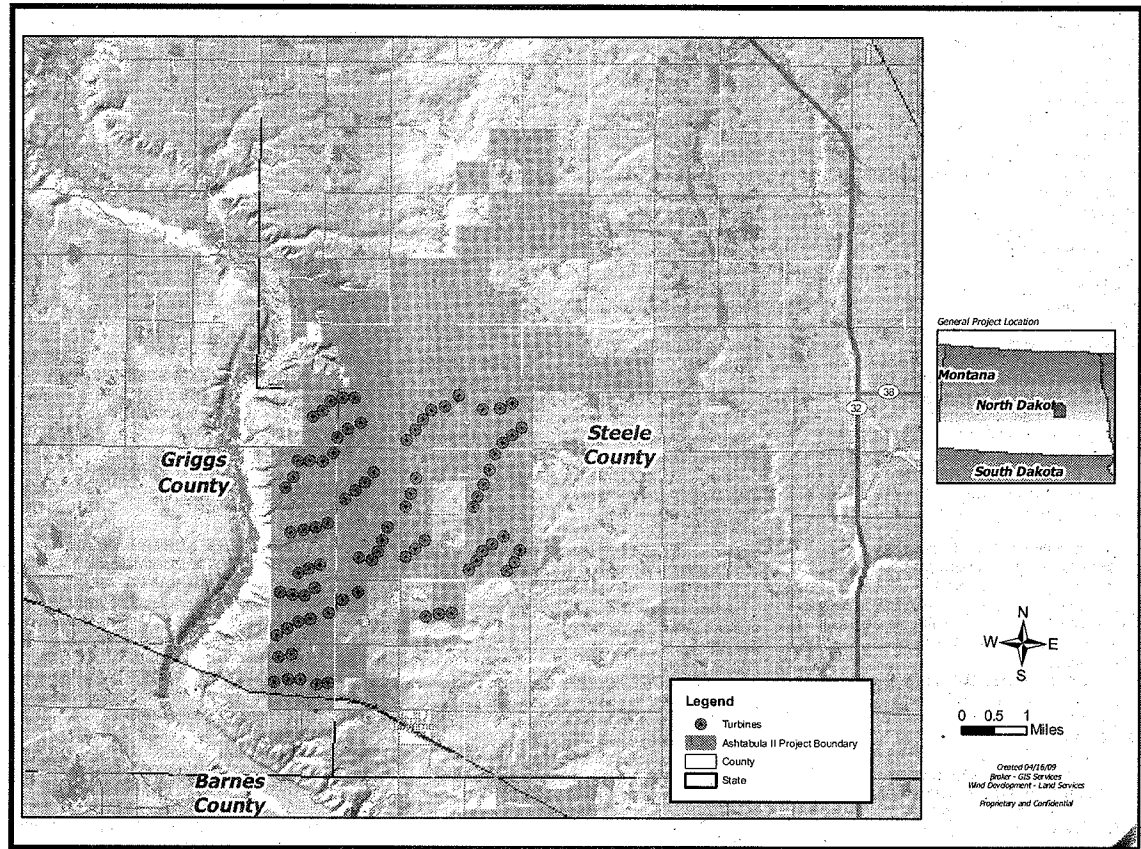 Griggs
County
Steele
County
Barnes
County
32
38
Legend
Turbines
Ashtabula II Project Boundary
County
State
General Project Location
Montana
North Dakota
South Dakota
N
W
E
S
0 0.5 1
Miles
Created 04/16/09
Broker - GIS Services
Wind Development - Land Services
Proprietary and Confidential